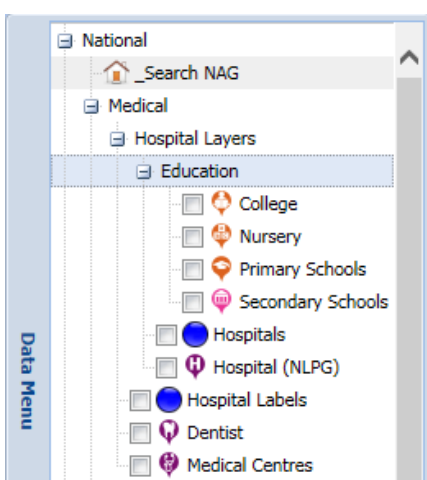 National
_Search NAG
Medical
Hospital Layers
Education
College
Nursery
Primary Schools
Secondary Schools
Hospitals
Hospital (NLPG)
Hospital Labels
Dentist
Medical Centres
Data Menu